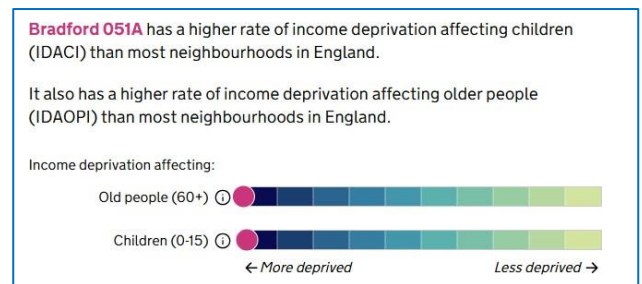 Bradford 051A has a higher rate of income deprivation affecting children
(IDACI) than most neighbourhoods in England.
It also has a higher rate of income deprivation affecting older people
(IDAOPI) than most neighbourhoods in England.
Income deprivation affecting:
Old people (60+)
Children (0-15)
← More deprived Less deprived →